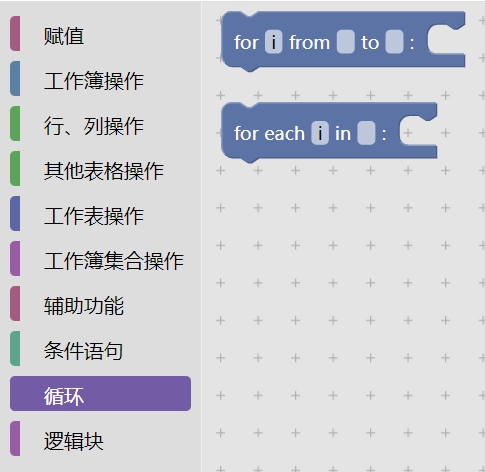 赋值
工作簿操作
行、列操作
其他表格操作
工作表操作
工作簿集合操作
辅助功能
条件语句
循环
逻辑块
for i from to :
for each i in :